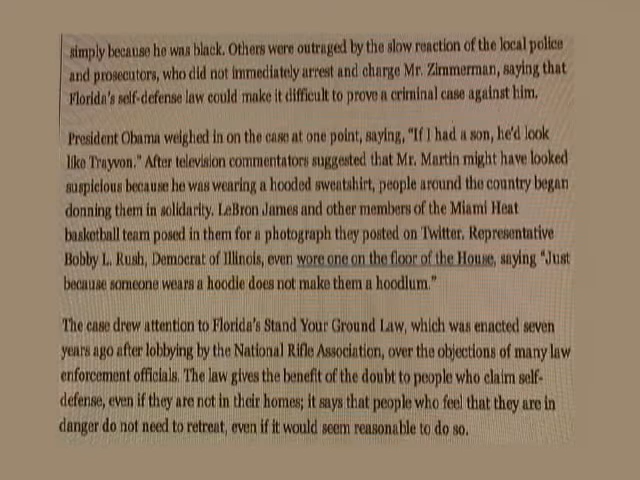 simply because he was black. Others were outraged by the slow reaction of the local police
and prosecutors, who did not immediately arrest and charge Mr. Zimmerman, saying that
Florida's self-defense law could make it difficult to prove a criminal case against him.
President Obama weighed in on the case at one point, saying, "If I had a son, he'd look
like Trayvon." After television commentators suggested that Mr. Martin might have looked
suspicious because he was wearing a hooded sweatshirt, people around the country began
donning them in solidarity. LeBron James and other members of the Miami Heat
basketball team posed in them for a photograph they posted on Twitter. Representative
Bobby L. Rush, Democrat of Illinois, even wore one on the floor of the House, saying "Just
because someone wears a hoodie does not make them a hoodlum."
The case drew attention to Florida's Stand Your Ground Law, which was enacted seven
years ago after lobbying by the National Rifle Association, over the objections of many law
enforcement officials. The law gives the benefit of the doubt to people who claim self-
defense, even if they are not in their homes; it says that people who feel that they are in
danger do not need to retreat, even if it would seem reasonable to do so.